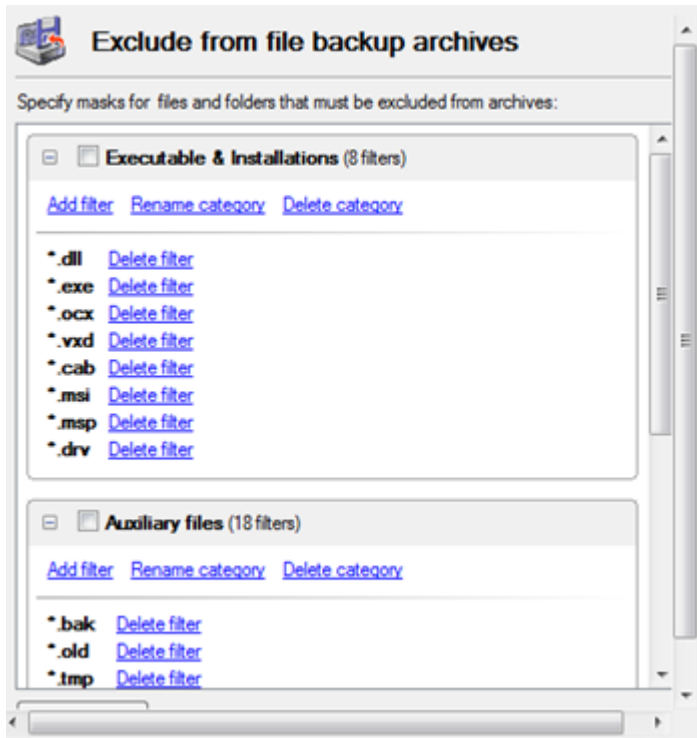 Exclude from file backup archives
Specify masks for files and folders that must be excluded from archives:
Executable & Installations (8 filters)
Add filter Rename category Delete category
*.dll Delete filter
*.exe Delete filter
*.ocx Delete filter
*.vxd Delete filter
*.cab Delete filter
*.msi Delete filter
*.msp Delete filter
*.drv Delete filter
Auxiliary files (18 filters)
Add filter Rename category Delete category
*.bak Delete filter
*.old Delete filter
*.tmp Delete filter